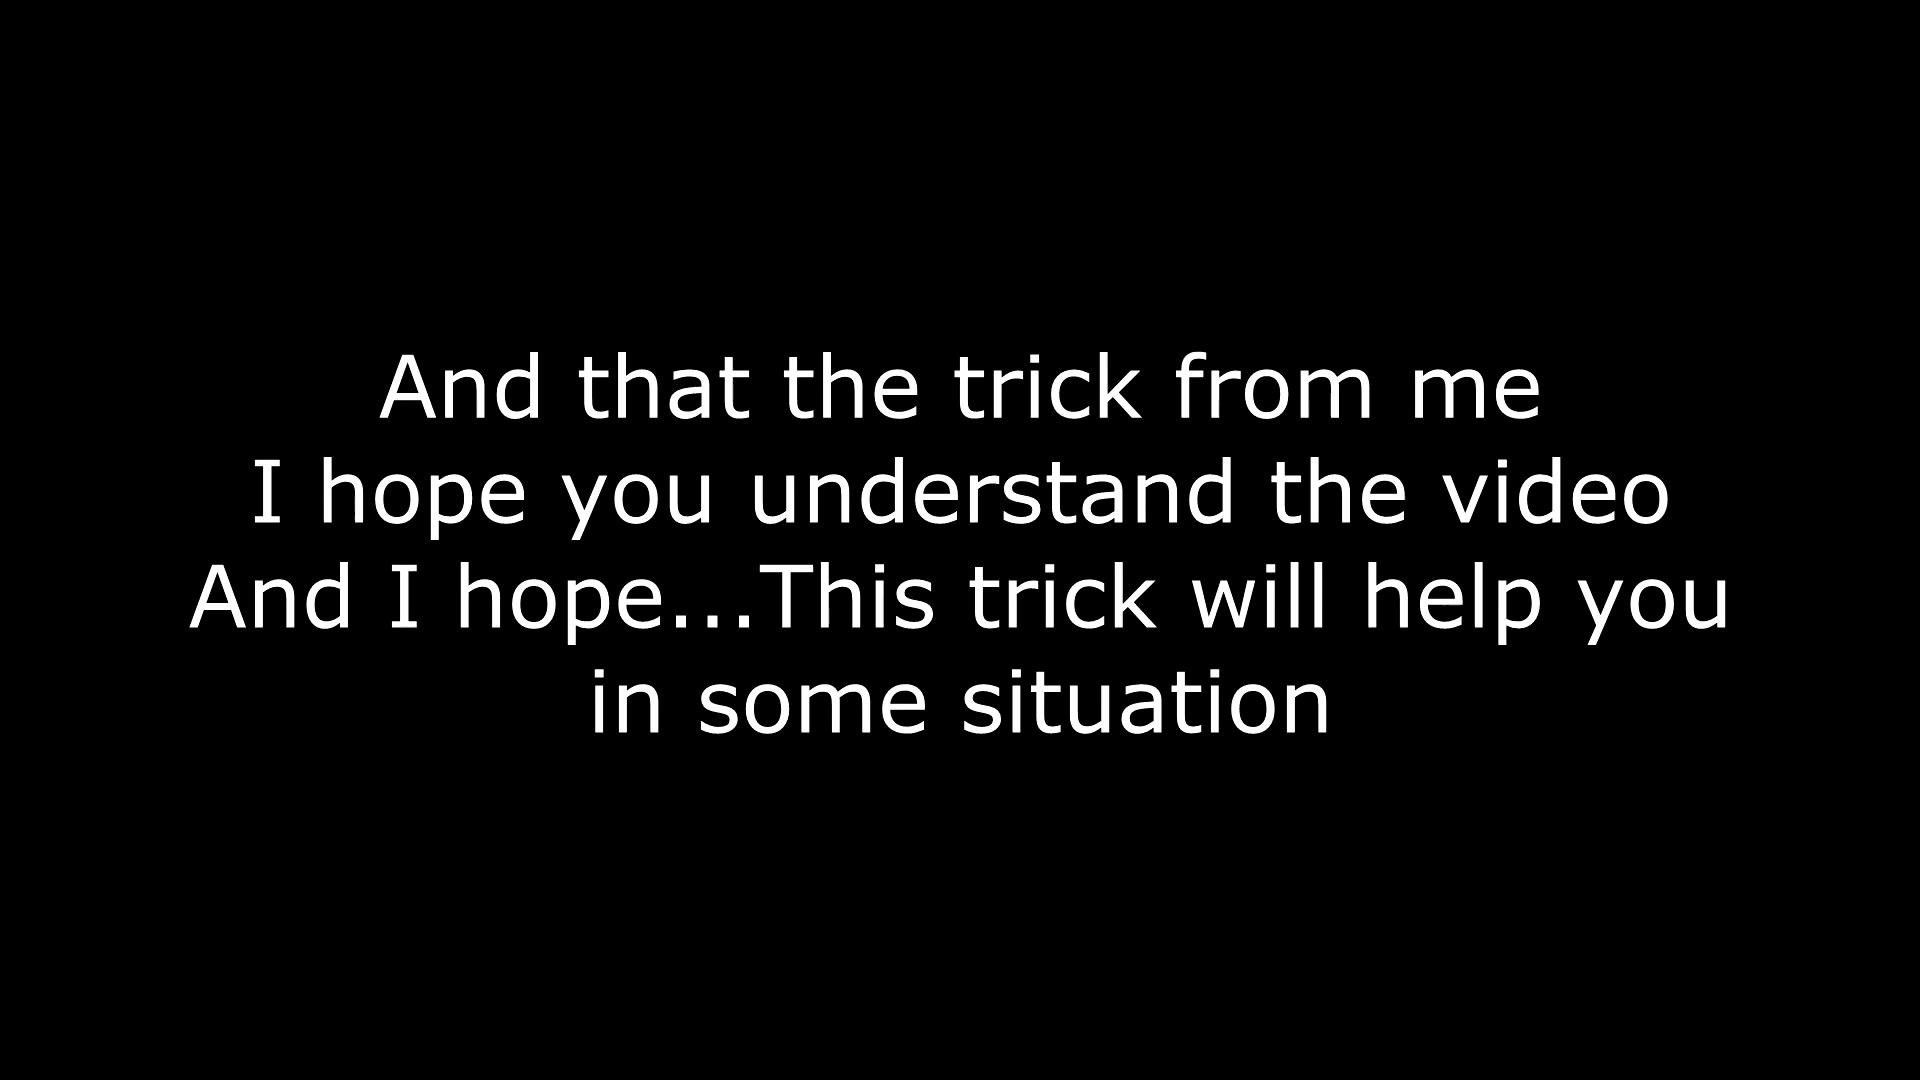 And that the trick from me
I hope you understand the video
And I hope...This trick will help you
in some situation